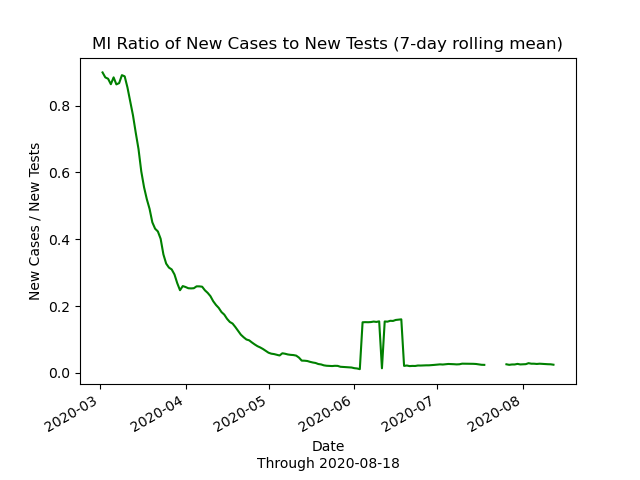 MI Ratio of New Cases to New Tests (7-day rolling mean)
New Cases / New Tests
0.8
0.6
0.4
0.2
0.0
2020-03
2020-04
2020-05
2020-06
2020-07
2020-08
Date
Through 2020-08-18